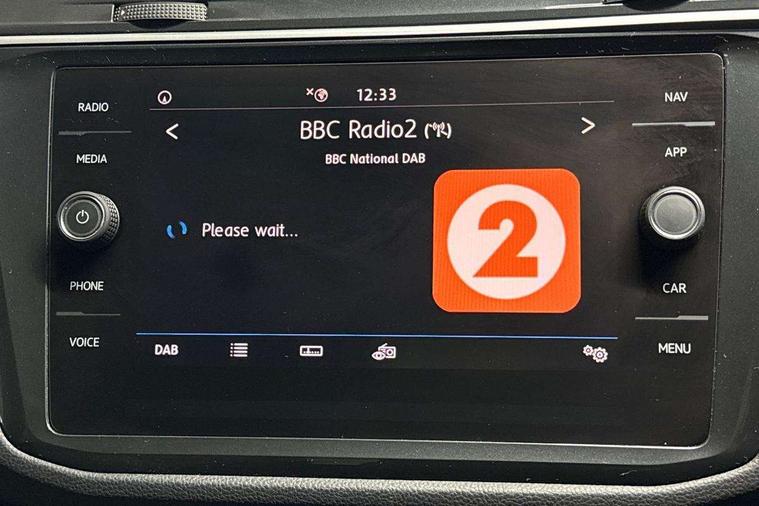 RADIO
MEDIA
PHONE
VOICE
12:33
BBC Radio2
BBC National DAB
Please wait...
2
DAB
NAV
APP
CAR
MENU